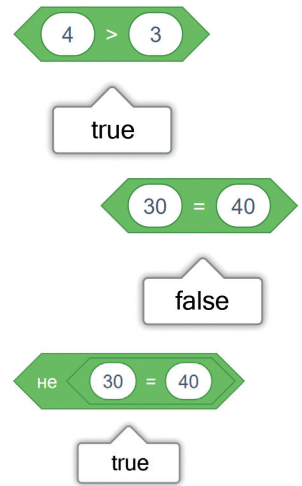 4 > 3
true
30 = 40
false
не 30 = 40
true